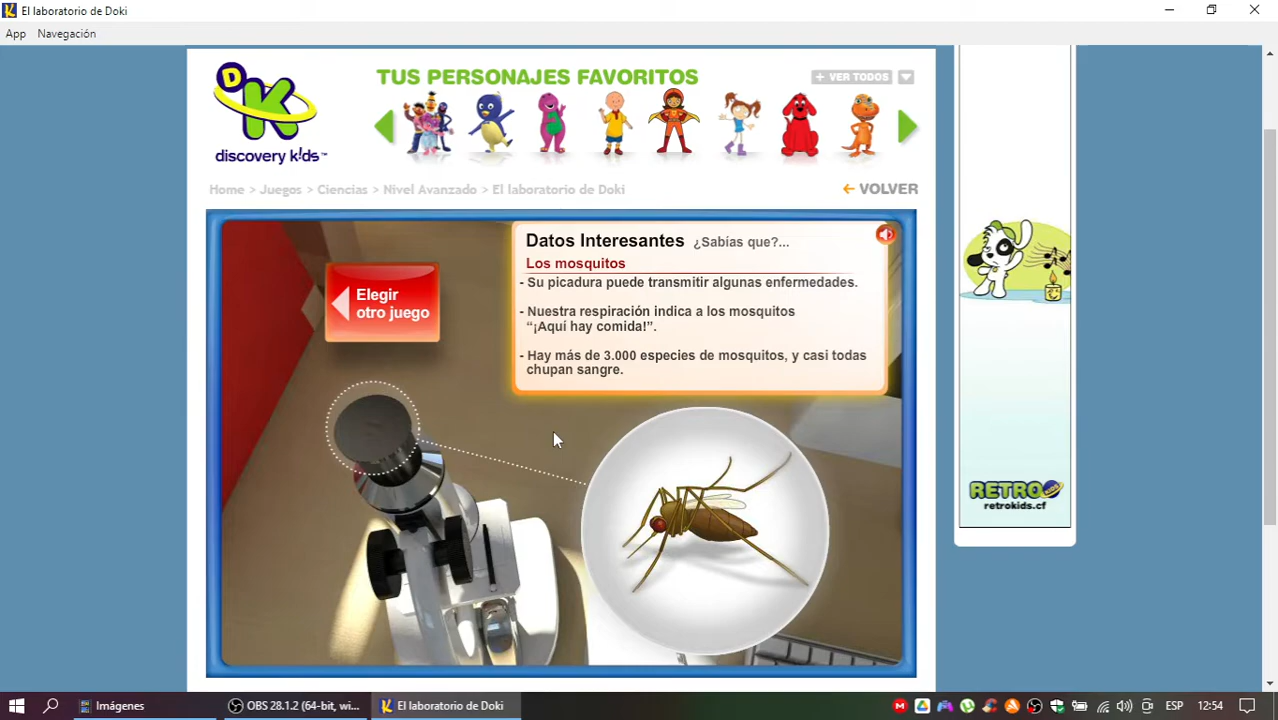 El laboratorio de Doki
App Navegación
TUS PERSONAJES FAVORITOS
+ VER TODOS
DK
discovery kids™
Home > Juegos > Ciencias > Nivel Avanzado > El laboratorio de Doki
VOLVER
Elegir
otro juego
Datos Interesantes ¿Sabías que?...
Los mosquitos
- Su picadura puede transmitir algunas enfermedades.
- Nuestra respiración indica a los mosquitos
“¡Aquí hay comida!”.
- Hay más de 3.000 especies de mosquitos, y casi todas
chupan sangre.
RETRO
retrokids.cf
Imágenes
OBS 28.1.2 (64-bit, wi...
El laboratorio de Doki
ESP
12:54